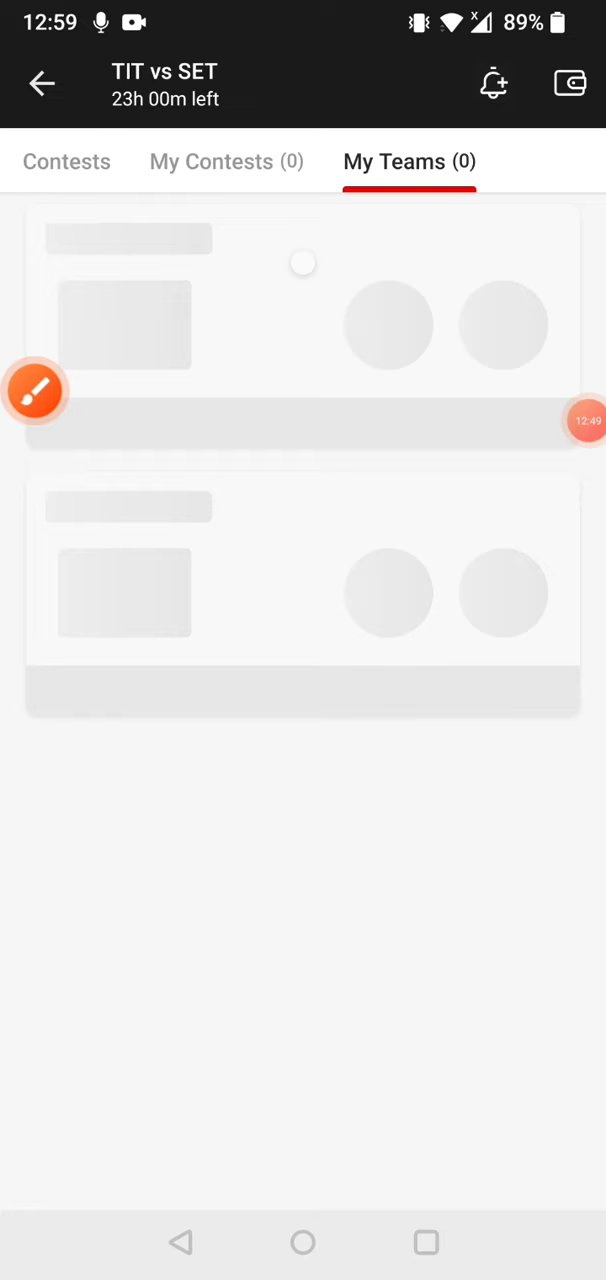 12:59
89%
TIT vs SET
23h 00m left
Contests
My Contests (0)
My Teams (0)
12:49